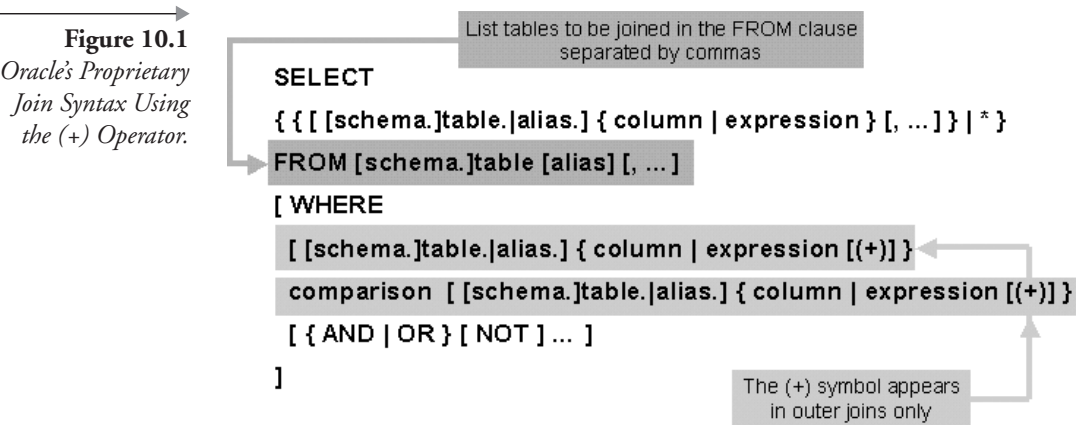 Figure 10.1
Oracle's Proprietary
Join Syntax Using
the (+) Operator.
List tables to be joined in the FROM clause
separated by commas
SELECT
{ { [ [schema.]table.|alias.] { column | expression } [, ... ] } | * }
FROM [schema.]table [alias] [, ... ]
[ WHERE
[ [schema.]table.|alias.] { column | expression [(+)] }
comparison [ [schema.]table.|alias.] { column | expression [(+)] }
[ { AND | OR } [ NOT ] ... ]
]
The (+) symbol appears
in outer joins only